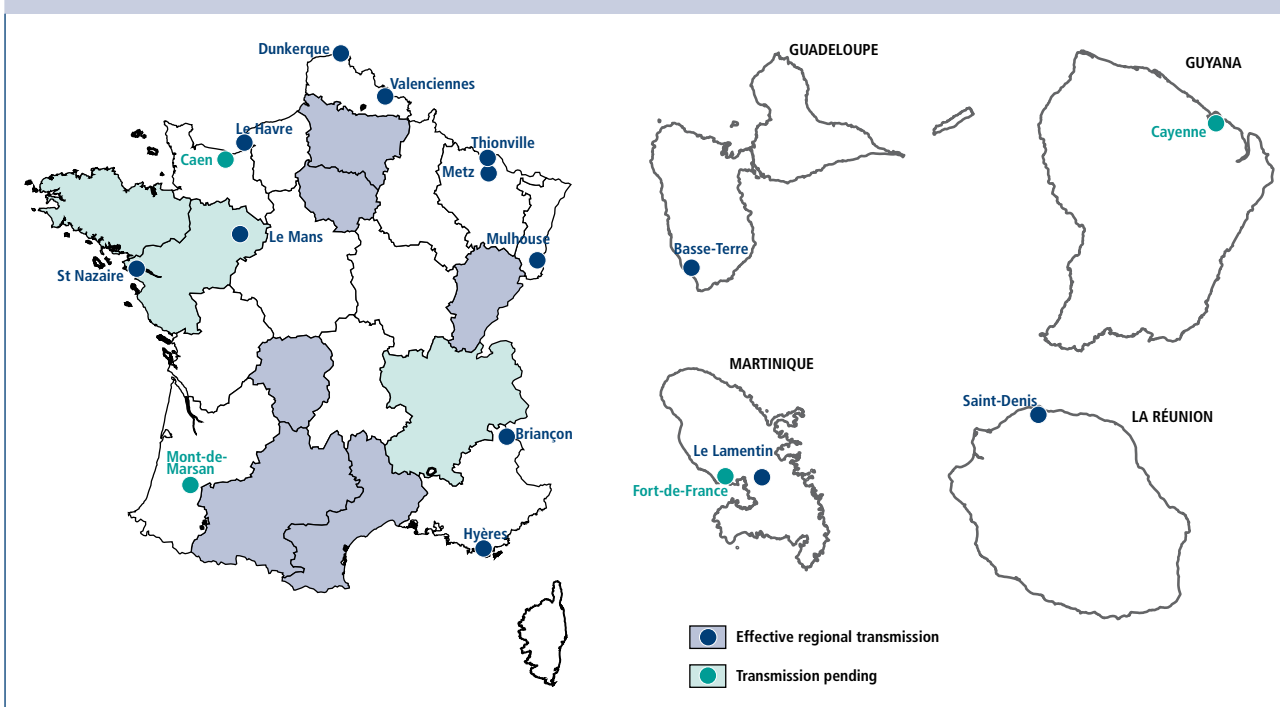 Dunkerque
Valenciennes
Le Havre
Caen
Thionville
Metz
Le Mans
Mulhouse
St Nazaire
Briançon
Mont-de-
Marsan
Hyères
GUADELOUPE
Basse-Terre
GUYANA
Cayenne
MARTINIQUE
Le Lamentin
Fort-de-France
Saint-Denis
LA RÉUNION
Effective regional transmission
Transmission pending